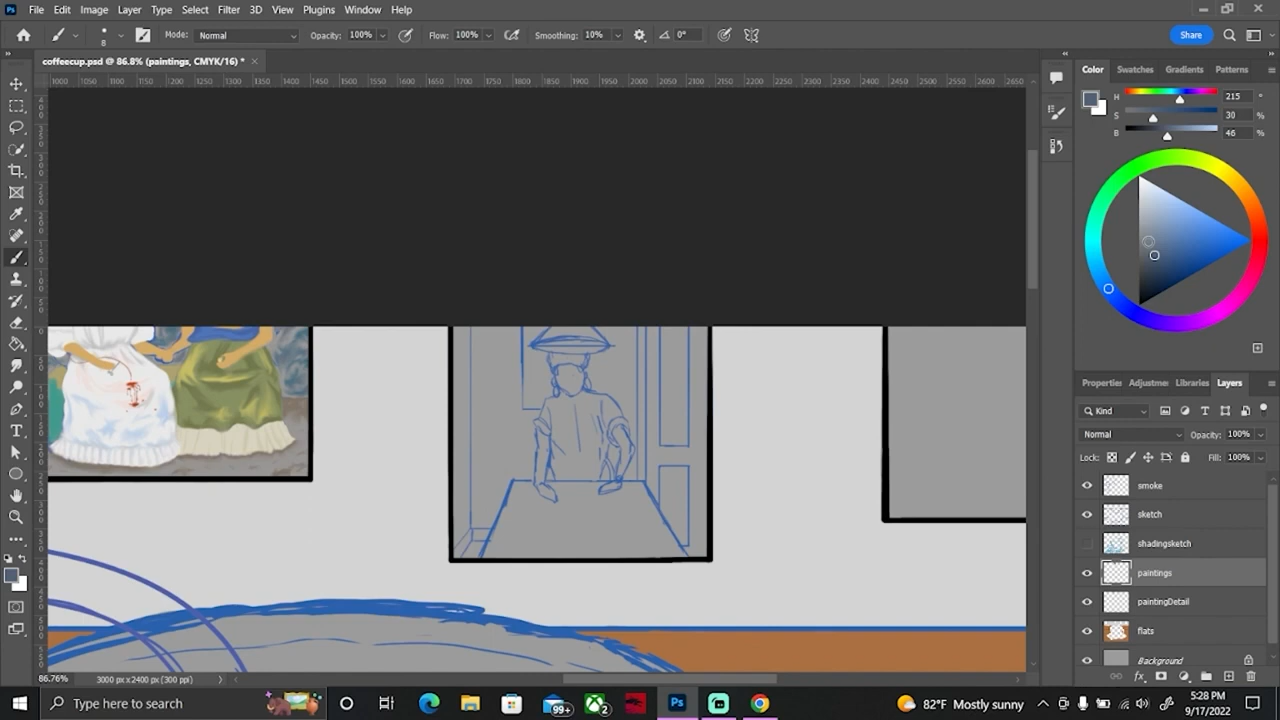 Ps File Edit Image Layer Type Select Filter 3D View Plugins Window Help
8 Mode: Normal Opacity: 100% Flow: 100% Smoothing: 10% 0° Share
coffeecup.psd @ 86.8% (paintings, CMYK/16) *
1000 1050 1100 1150 1200 1250 1300 1350 1400 1450 1500 1550 1600 1650 1700 1750 1800 1850 1900 1950 2000 2050 2100 2150 2200 2250 2300 2350 2400 2450 2500 2550 2600 2650
Color Swatches Gradients Patterns
H 215 °
S 30 %
B 46 %
Properties Adjustme Libraries Layers
Kind
Normal Opacity: 100%
Lock: Fill: 100%
smoke
sketch
shadingsketch
paintings
paintingDetail
flats
Background
86.76% 3000 px x 2400 px (300 ppi)
Type here to search
99+
2
Ps
82°F Mostly sunny
5:28 PM
9/17/2022